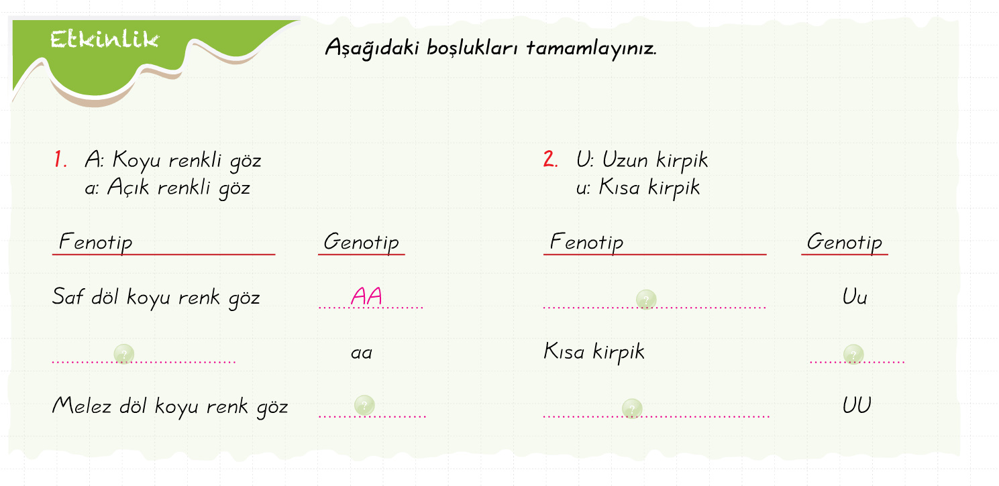 Etkinlik
Aşağıdaki boşlukları tamamlayınız.
1. A: Koyu renkli göz
a: Açık renkli göz
Fenotip Genotip
Saf döl koyu renk göz AA
? aa
Melez döl koyu renk göz ?
2. U: Uzun kirpik
u: Kısa kirpik
Fenotip Genotip
? Uu
Kısa kirpik ?
? UU